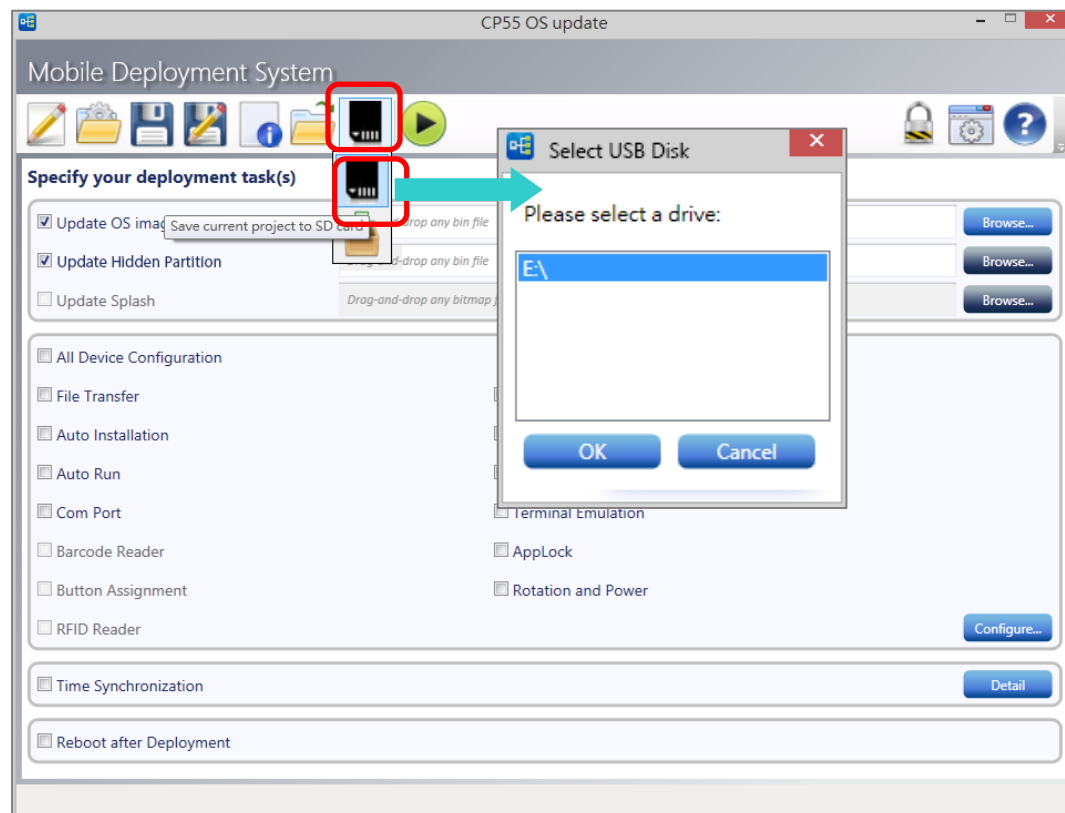 CP55 OS update
Mobile Deployment System
Specify your deployment task(s)
Update OS imag
Save current project to SD card
drop any bin file
Browse...
Update Hidden Partition
drop any bin file
Browse...
Update Splash
Drag-and-drop any bitmap
Browse...
Select USB Disk
Please select a drive:
E:\
OK
Cancel
All Device Configuration
File Transfer
Auto Installation
Auto Run
Com Port
Terminal Emulation
Barcode Reader
AppLock
Button Assignment
Rotation and Power
RFID Reader
Configure...
Time Synchronization
Detail
Reboot after Deployment